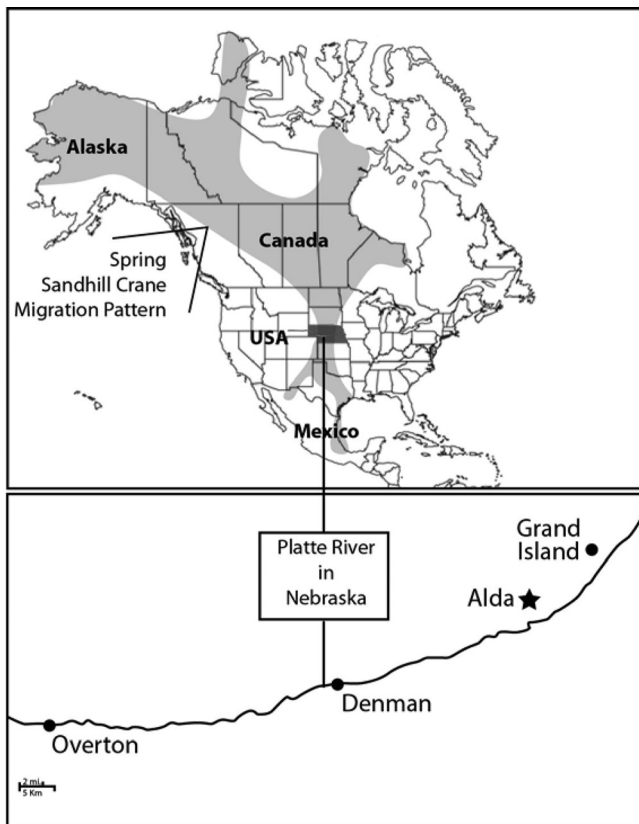 Alaska
Canada
Spring
Sandhill Crane
Migration Pattern
USA
Mexico
Platte River
in
Nebraska
Grand
Island
Alda
Denman
Overton
2 mi.
5 Km